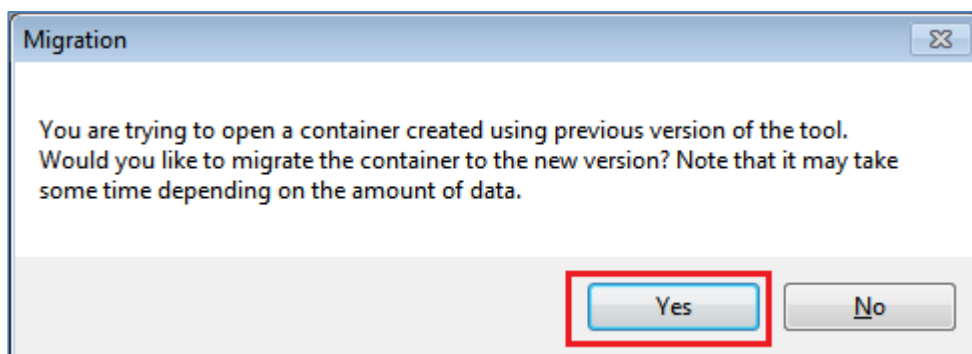 Migration
You are trying to open a container created using previous version of the tool.
Would you like to migrate the container to the new version? Note that it may take
some time depending on the amount of data.
Yes
No